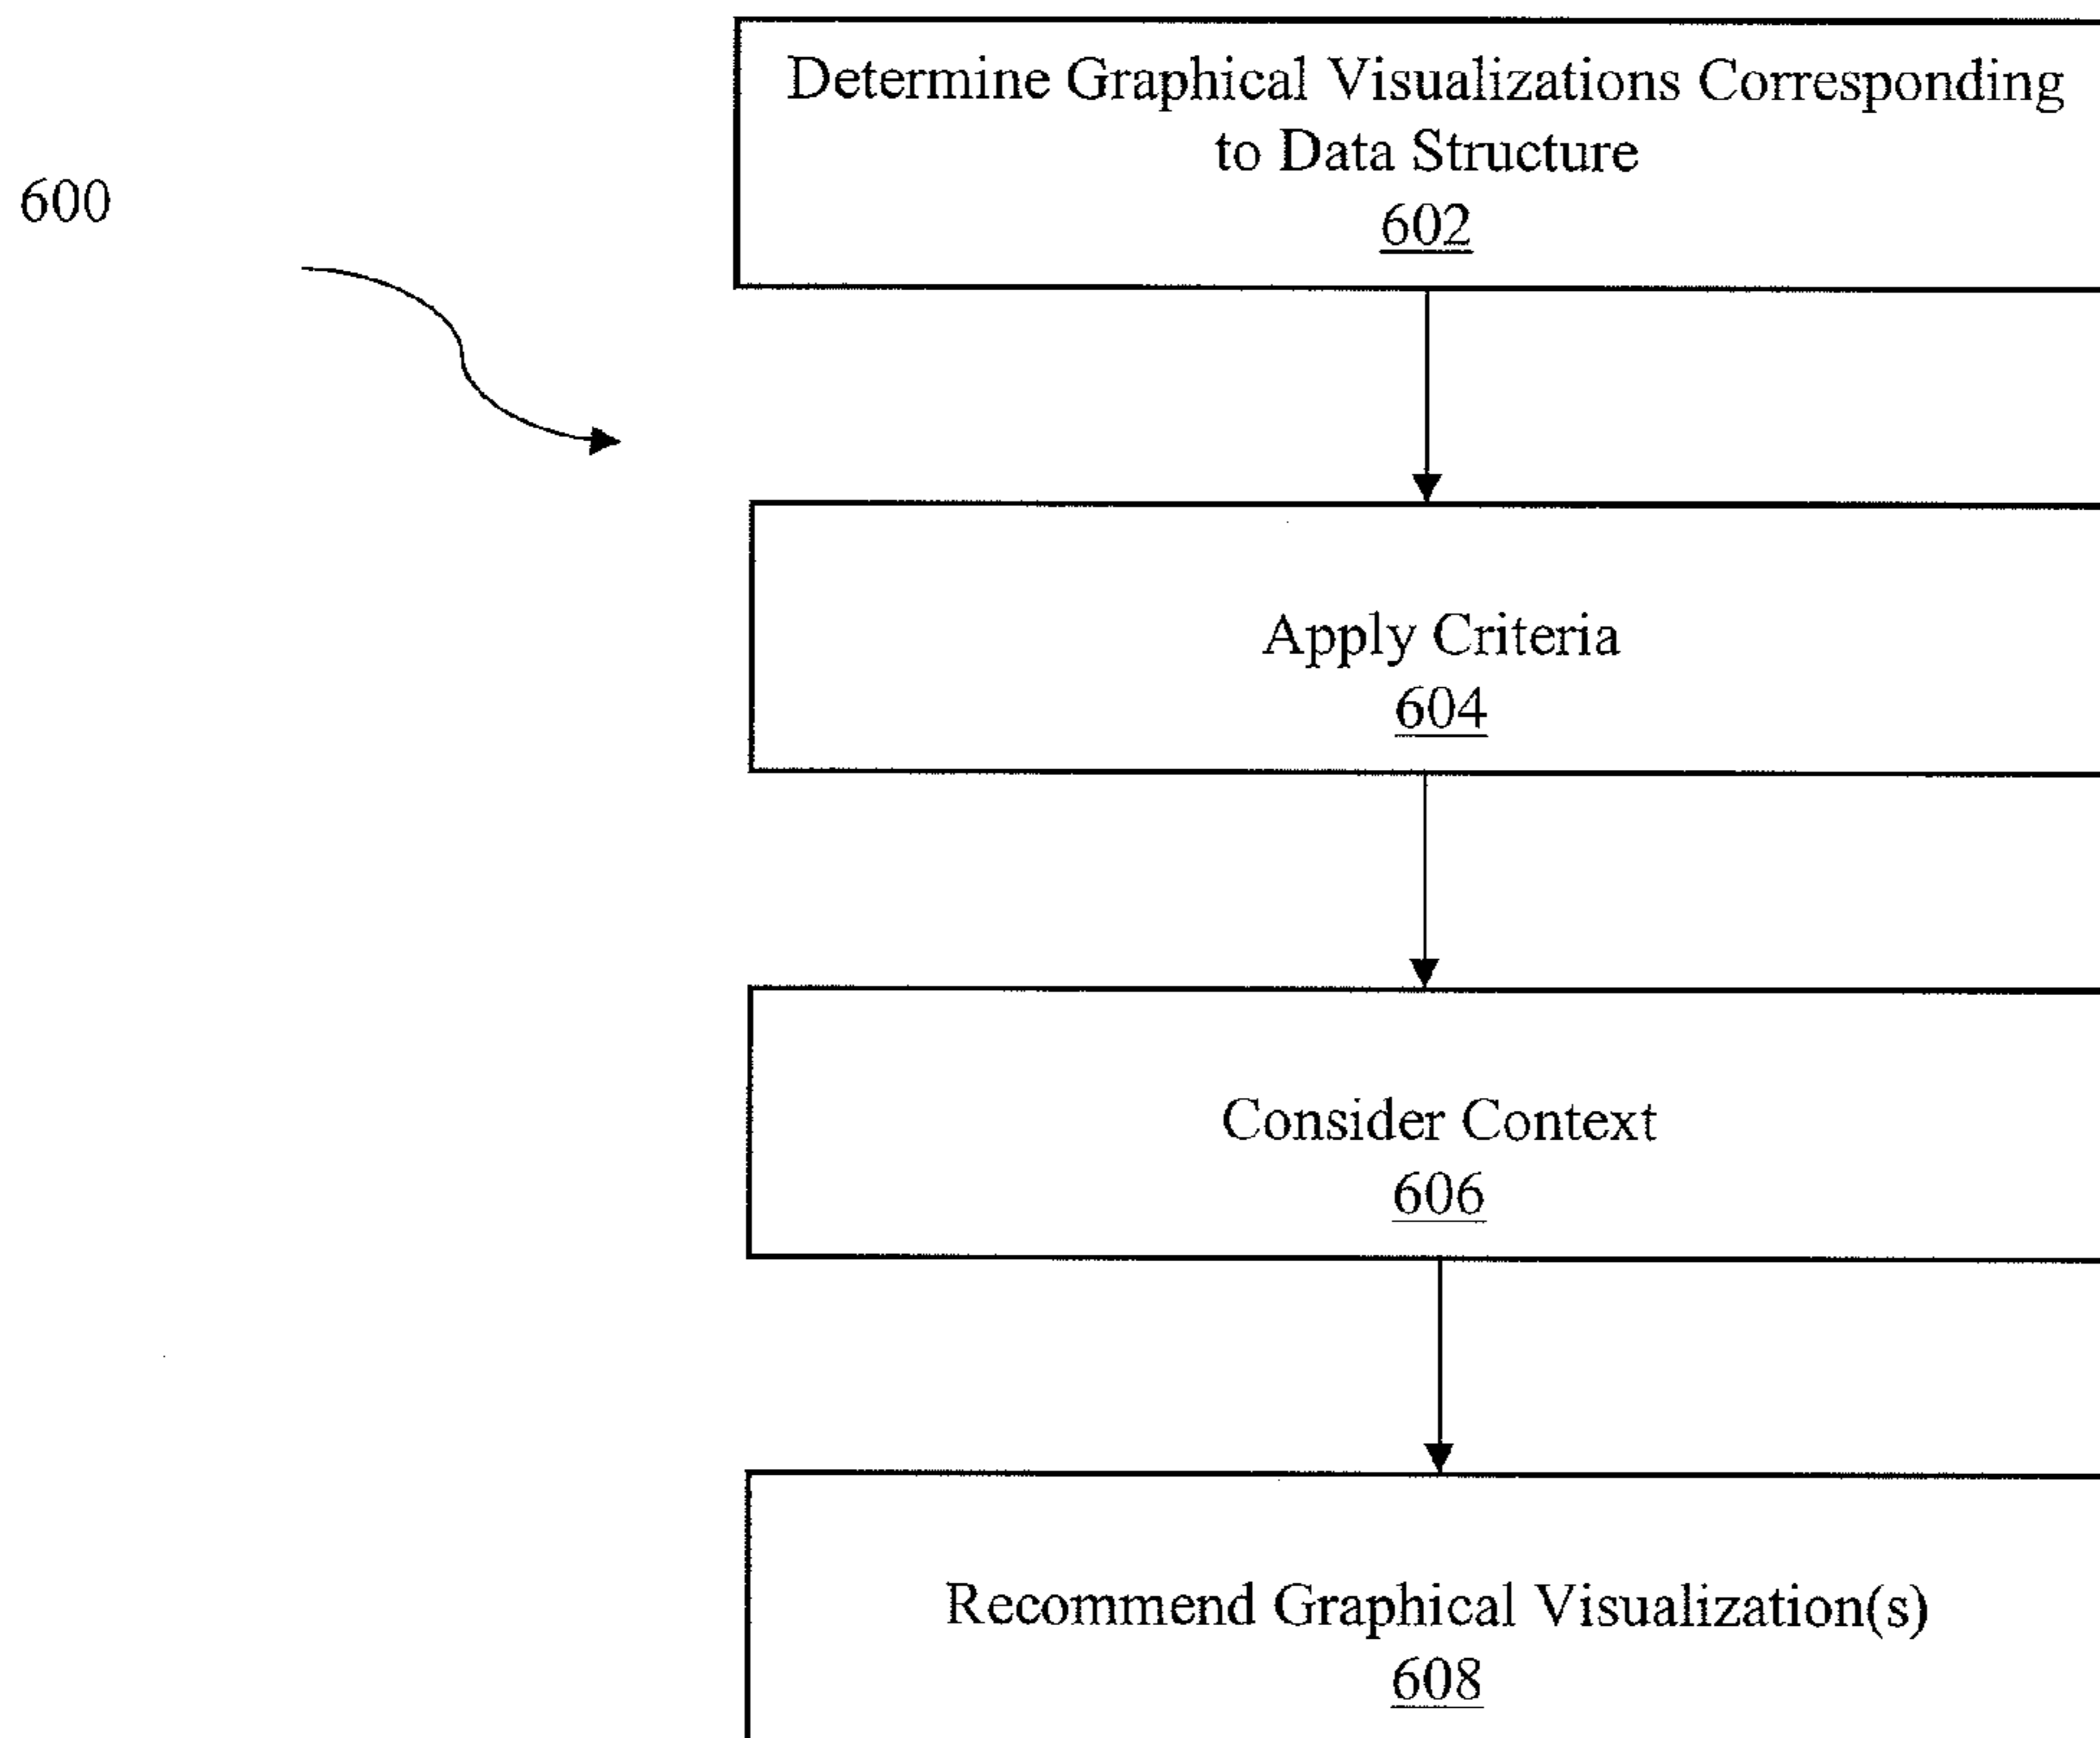 600
Determine Graphical Visualizations Corresponding
to Data Structure
602
Apply Criteria
604
Consider Context
606
Recommend Graphical Visualization(s)
608